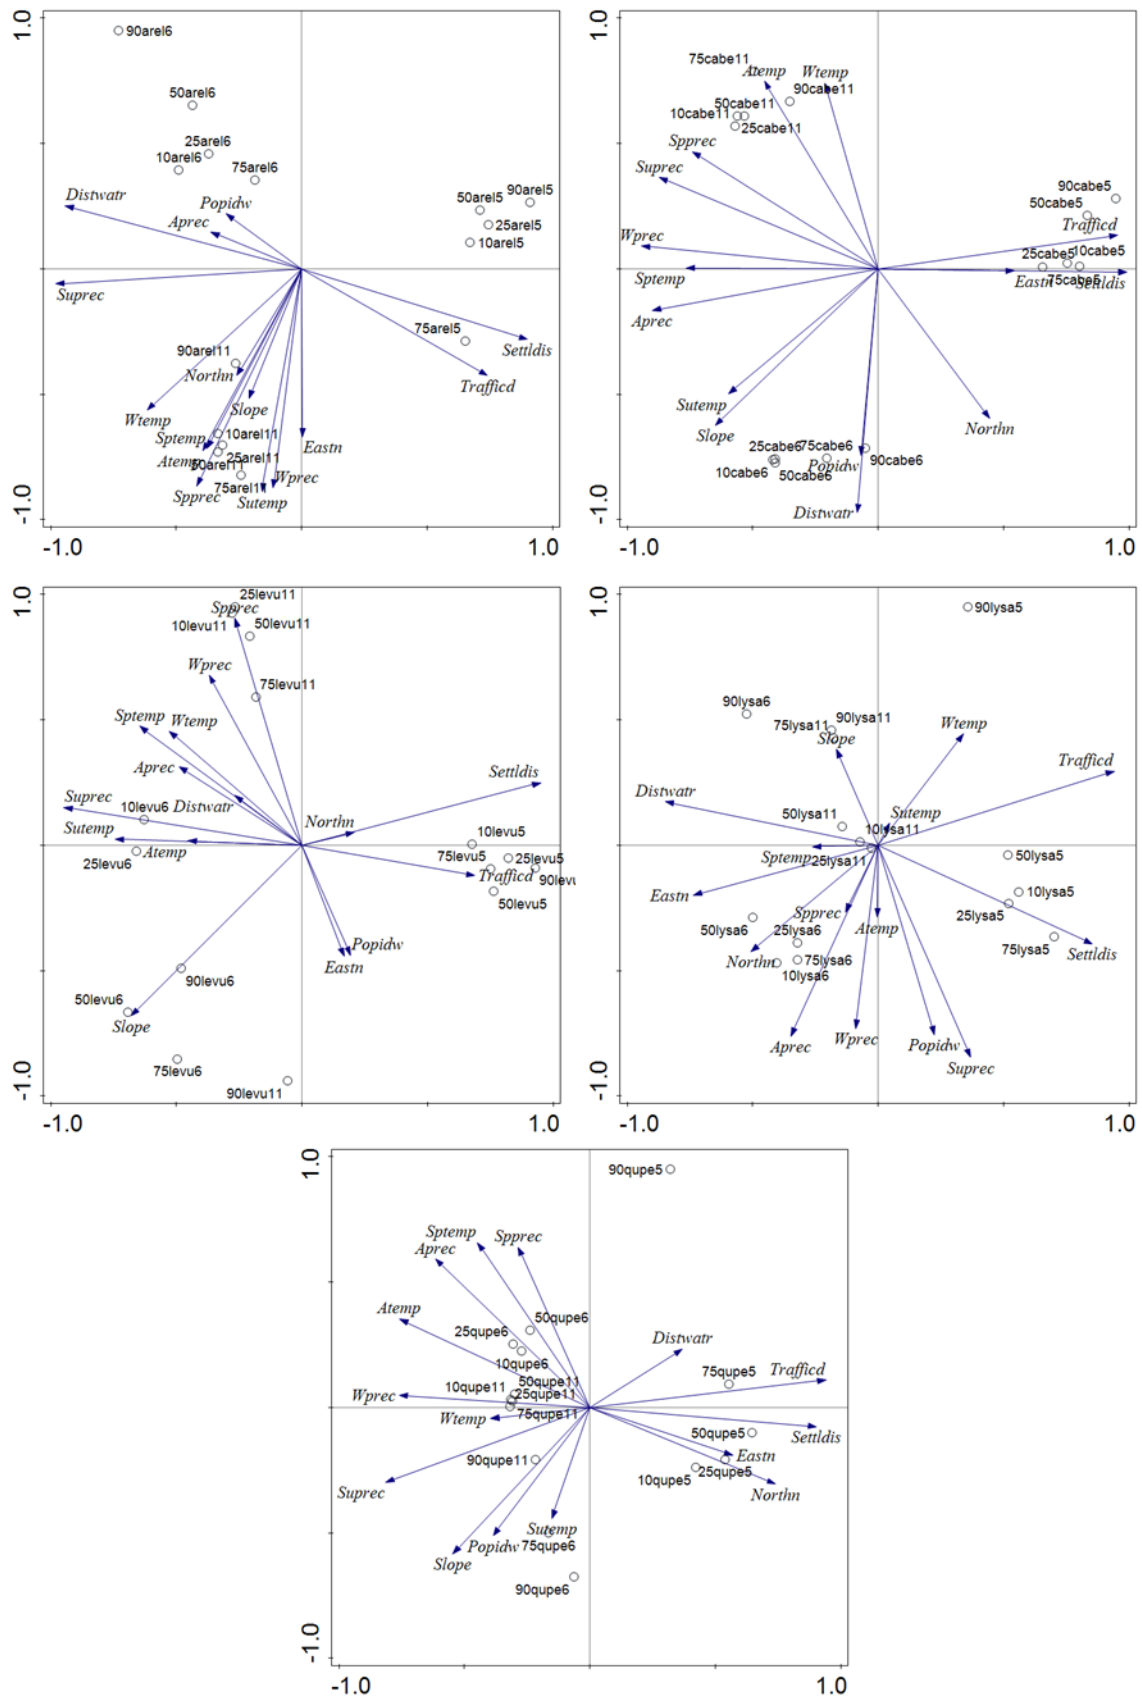 1.0
90arel6
50arel6
25arel6
10arel6
75arel6
Distwatr
Popidw
Aprec
50arel5
90arel5
25arel5
10arel5
Suprec
75arel5
Settldis
Trafficd
90arel11
Northn
Wtemp
Slope
Sptemp
10arel11
Eastn
Atemp
25arel11
50arel11
Wprec
75arel11
Spprec
Sutemp
-1.0
-1.0
1.0
1.0
75cabe11
Atemp
Wtemp
90cabe11
50cabe11
10cabe11
25cabe11
Spprec
Suprec
90cabe5
50cabe5
Trafficd
Wprec
25cabe5
10cabe5
Sptemp
Eastn
75cabe5
Settldis
Aprec
Sutemp
Slope
Northn
25cabe6
75cabe6
90cabe6
10cabe6
50cabe6
Popidw
Distwatr
-1.0
-1.0
1.0
1.0
25levu11
Spprec
10levu11
50levu11
Wprec
75levu11
Sptemp
Wtemp
Aprec
Settldis
Suprec
10levu6
Distwatr
Northn
Sutemp
10levu5
25levu6
Atemp
75levu5
25levu5
Trafficd
90levu
50levu5
Popidw
Eastn
90levu6
50levu6
Slope
75levu6
90levu11
-1.0
-1.0
1.0
1.0
90lysa5
90lysa6
75lysa11
90lysa11
Slope
Wtemp
Trafficd
Distwatr
50lysa11
Sutemp
10lysa11
Sptemp
25lysa11
50lysa5
Eastn
10lysa5
Spprec
25lysa5
50lysa6
25lysa6
Atemp
75lysa5
Settldis
Northn
75lysa6
10lysa6
Aprec
Wprec
Popidw
Suprec
-1.0
-1.0
1.0
1.0
90qupe5
Sptemp
Spprec
Aprec
Atemp
50qupe6
25qupe6
Distwatr
10qupe6
75qupe5
Trafficd
50qupe11
10qupe11
25qupe11
Wprec
Wtemp
75qupe11
50qupe5
Settldis
90qupe11
Eastn
10qupe5
25qupe5
Suprec
Northn
Sutemp
Popidw
75qupe6
Slope
90qupe6
-1.0
-1.0
1.0